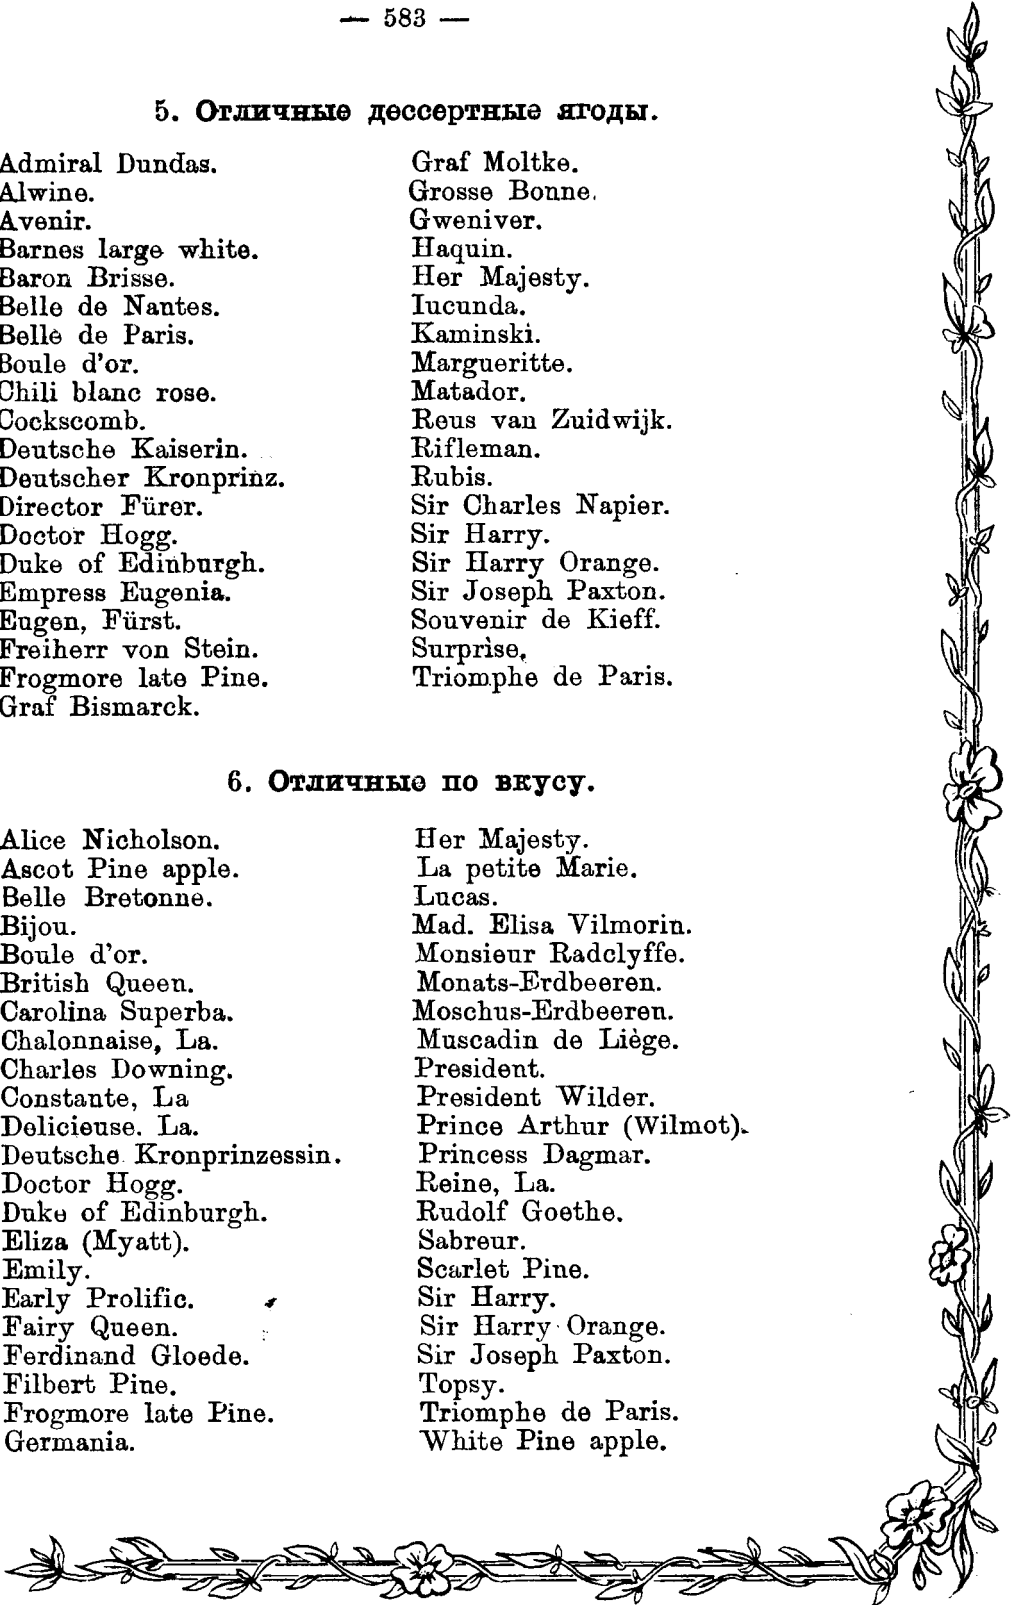 — 583 —
5. Отличные дессертные ягоды.
Admiral Dundas.
Alwine.
Avenir.
Barnes large white.
Baron Brisse.
Belle de Nantes.
Belle de Paris.
Boule d'or.
Chili blanc rose.
Cockscomb.
Deutsche Kaiserin.
Deutscher Kronprinz.
Director Fürer.
Doctor Hogg.
Duke of Edinburgh.
Empress Eugenia.
Eugen, Fürst.
Freiherr von Stein.
Frogmore late Pine.
Graf Bismarck.
Graf Moltke.
Grosse Bonne.
Gweniver.
Haquin.
Her Majesty.
Iucunda.
Kaminski.
Margueritte.
Matador.
Reus van Zuidwijk.
Rifleman.
Rubis.
Sir Charles Napier.
Sir Harry.
Sir Harry Orange.
Sir Joseph Paxton.
Souvenir de Kieff.
Surprise.
Triomphe de Paris.
6. Отличные по вкусу.
Alice Nicholson.
Ascot Pine apple.
Belle Bretonne.
Bijou.
Boule d'or.
British Queen.
Carolina Superba.
Chalonnaise, La.
Charles Downing.
Constante, La
Delicieuse. La.
Deutsche Kronprinzessin.
Doctor Hogg.
Duke of Edinburgh.
Eliza (Myatt).
Emily.
Early Prolific.
Fairy Queen.
Ferdinand Gloede.
Filbert Pine.
Frogmore late Pine.
Germania.
Her Majesty.
La petite Marie.
Lucas.
Mad. Elisa Vilmorin.
Monsieur Radclyffe.
Monats-Erdbeeren.
Moschus-Erdbeeren.
Muscadin de Liège.
President.
President Wilder.
Prince Arthur (Wilmot).
Princess Dagmar.
Reine, La.
Rudolf Goethe.
Sabreur.
Scarlet Pine.
Sir Harry.
Sir Harry Orange.
Sir Joseph Paxton.
Topsy.
Triomphe de Paris.
White Pine apple.